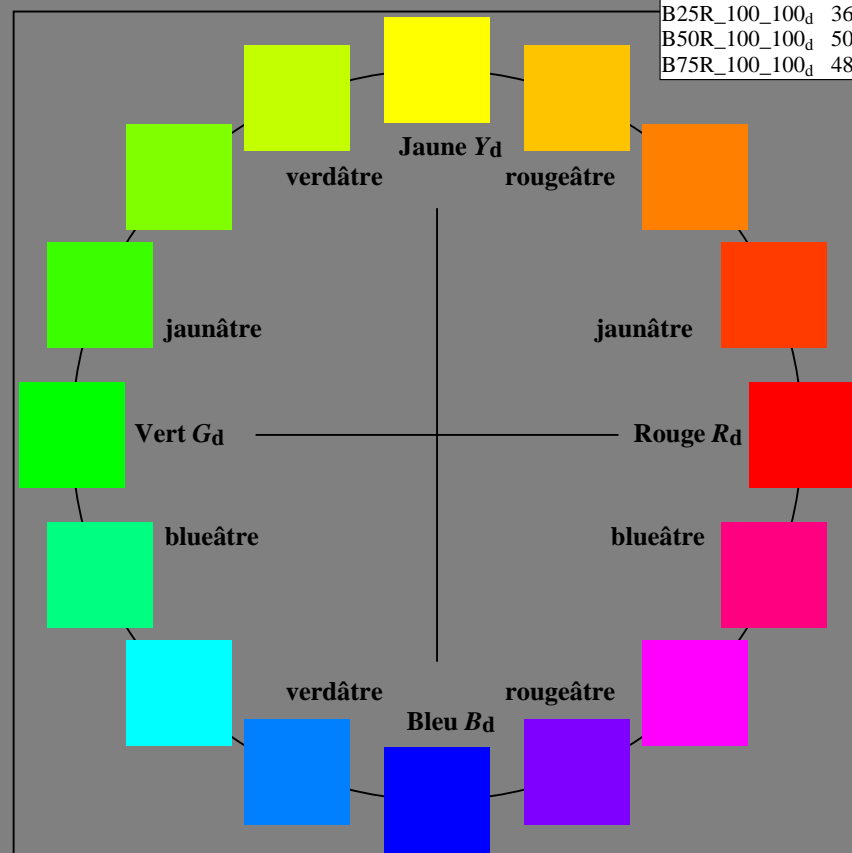 B25R_100_100d 36
B50R_100_100d 50
B75R_100_100d 48
Jaune Yd
verdâtre rougeâtre
jaunâtre jaunâtre
Vert Gd Rouge Rd
blueâtre blueâtre
verdâtre rougeâtre
Bleu Bd